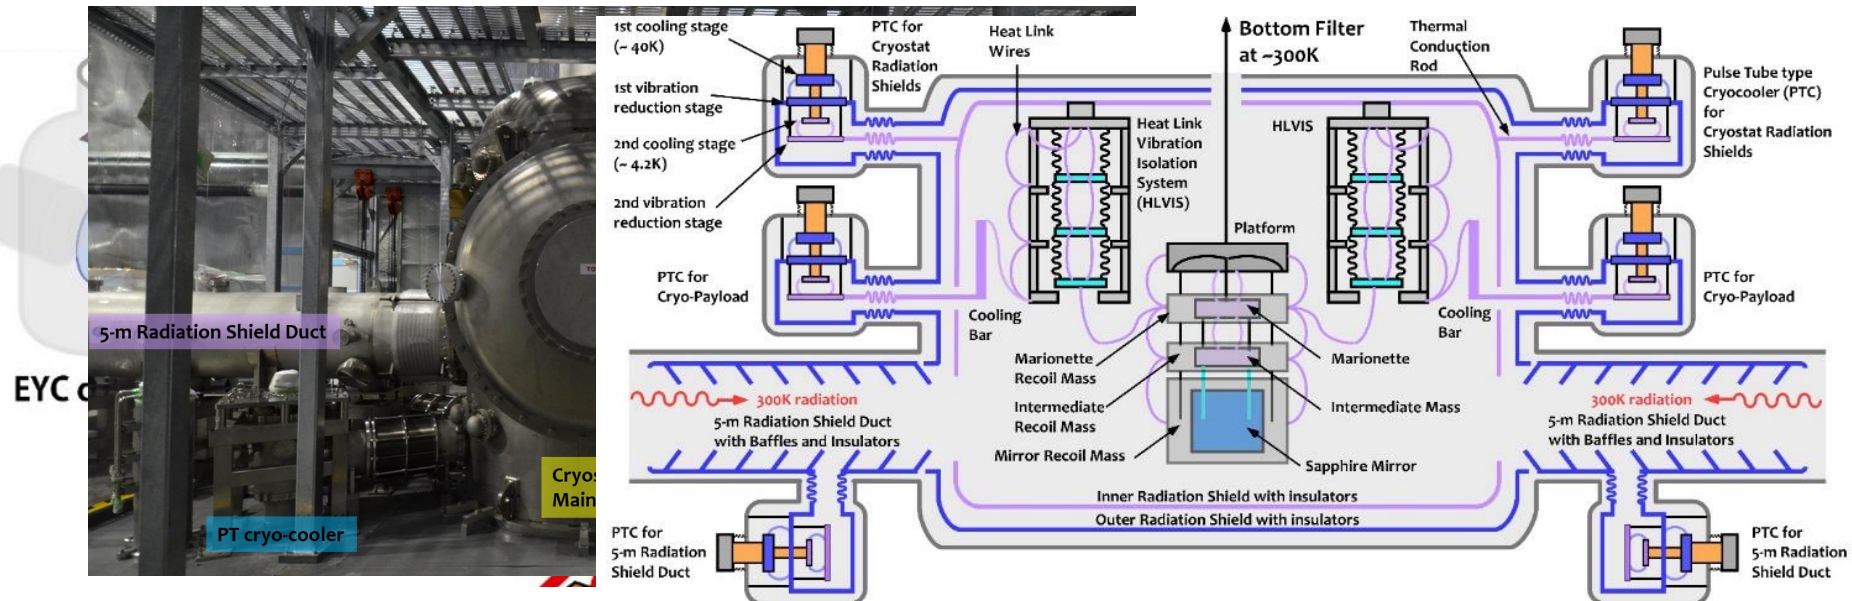 5-m Radiation Shield Duct
EYC
PT cryo-cooler
Main
1st cooling stage
(~ 40K)
1st vibration
reduction stage
2nd cooling stage
(~ 4.2K)
2nd vibration
reduction stage
PTC for
Cryostat
Radiation
Shields
Heat Link
Wires
Bottom Filter
at ~300K
Thermal
Conduction
Rod
Pulse Tube type
Cryocooler (PTC)
for
Cryostat Radiation
Shields
Heat Link
Vibration
Isolation
System
(HLVIS)
HLVIS
Platform
PTC for
Cryo-Payload
PTC for
Cryo-Payload
Cooling
Bar
Cooling
Bar
Marionette
Recoil Mass
Marionette
Intermediate
Recoil Mass
Intermediate Mass
Mirror Recoil Mass
Sapphire Mirror
300K radiation
5-m Radiation Shield Duct
with Baffles and Insulators
300K radiation
5-m Radiation Shield Duct
with Baffles and Insulators
Inner Radiation Shield with insulators
Outer Radiation Shield with insulators
PTC for
5-m Radiation
Shield Duct
PTC for
5-m Radiation
Shield Duct